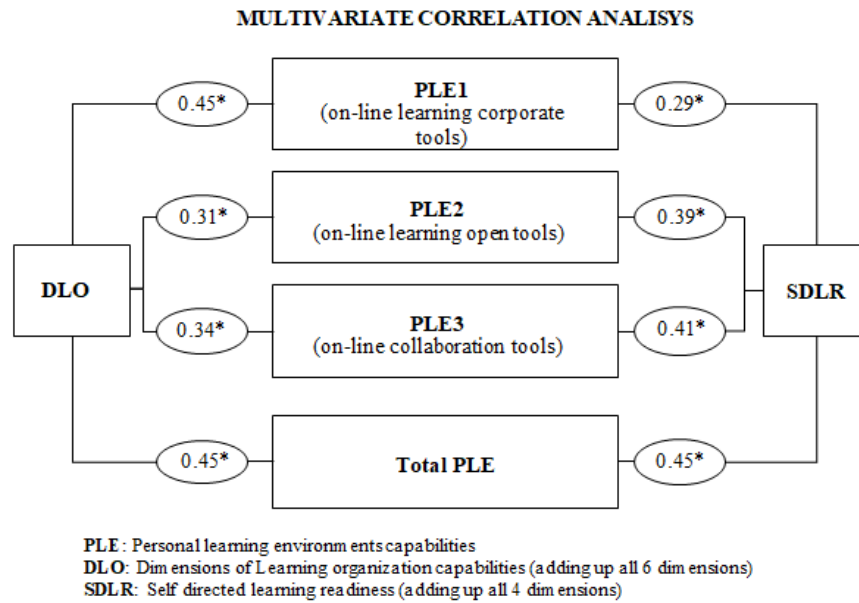 MULTIVARIATE CORRELATION ANALISYS
0.45*
PLE1
(on-line learning corporate
tools)
0.29*
0.31*
PLE2
(on-line learning open tools)
0.39*
DLO
SDLR
0.34*
PLE3
(on-line collaboration tools)
0.41*
0.45*
Total PLE
0.45*
PLE: Personal learning environments capabilities
DLO: Dimensions of Learning organization capabilities (adding up all 6 dimensions)
SDLR: Self directed learning readiness (adding up all 4 dimensions)